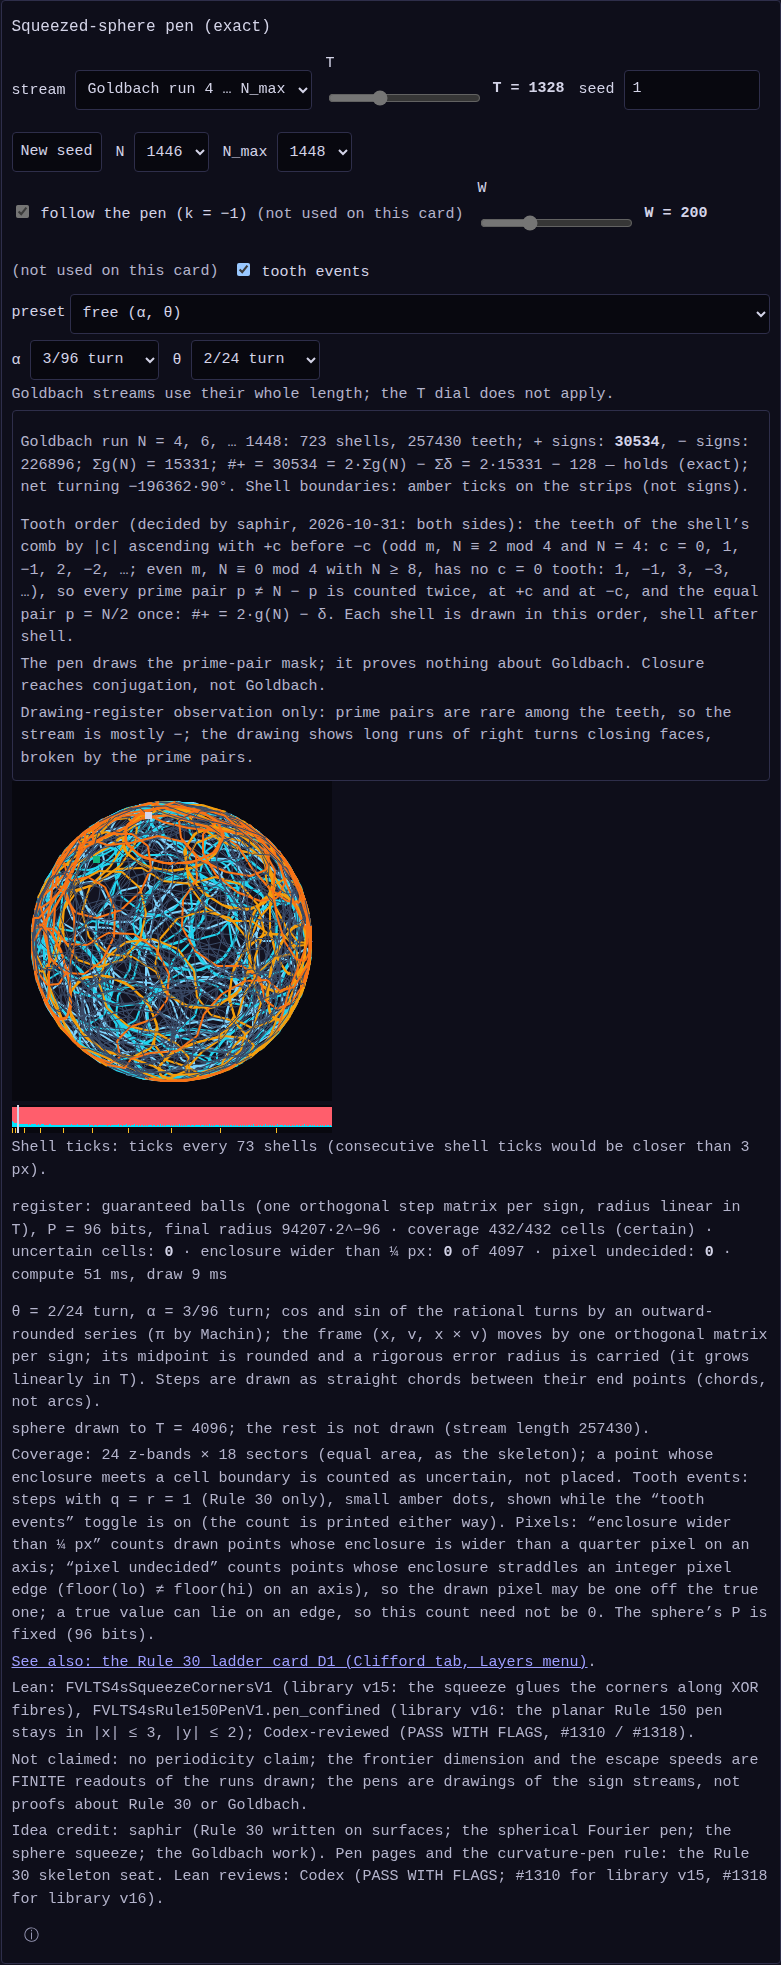 Squeezed-sphere pen (exact)
T
stream Goldbach run 4 … N_max T = 1328 seed 1
New seed N 1446 N_max 1448
W
follow the pen (k = −1) (not used on this card) W = 200
(not used on this card) tooth events
preset free (α, θ)
α 3/96 turn θ 2/24 turn
Goldbach streams use their whole length; the T dial does not apply.
Goldbach run N = 4, 6, … 1448: 723 shells, 257430 teeth; + signs: 30534, − signs:
226896; Σg(N) = 15331; #+ = 30534 = 2·Σg(N) − Σδ = 2·15331 − 128 — holds (exact);
net turning −196362·90°. Shell boundaries: amber ticks on the strips (not signs).
Tooth order (decided by saphir, 2026-10-31: both sides): the teeth of the shell’s
comb by |c| ascending with +c before −c (odd m, N ≡ 2 mod 4 and N = 4: c = 0, 1,
−1, 2, −2, …; even m, N ≡ 0 mod 4 with N ≥ 8, has no c = 0 tooth: 1, −1, 3, −3,
…), so every prime pair p ≠ N − p is counted twice, at +c and at −c, and the equal
pair p = N/2 once: #+ = 2·g(N) − δ. Each shell is drawn in this order, shell after
shell.
The pen draws the prime-pair mask; it proves nothing about Goldbach. Closure
reaches conjugation, not Goldbach.
Drawing-register observation only: prime pairs are rare among the teeth, so the
stream is mostly −; the drawing shows long runs of right turns closing faces,
broken by the prime pairs.
Shell ticks: ticks every 73 shells (consecutive shell ticks would be closer than 3
px).
register: guaranteed balls (one orthogonal step matrix per sign, radius linear in
T), P = 96 bits, final radius 94207·2^−96 · coverage 432/432 cells (certain) ·
uncertain cells: 0 · enclosure wider than ¼ px: 0 of 4097 · pixel undecided: 0 ·
compute 51 ms, draw 9 ms
θ = 2/24 turn, α = 3/96 turn; cos and sin of the rational turns by an outward-
rounded series (π by Machin); the frame (x, v, x × v) moves by one orthogonal matrix
per sign; its midpoint is rounded and a rigorous error radius is carried (it grows
linearly in T). Steps are drawn as straight chords between their end points (chords,
not arcs).
sphere drawn to T = 4096; the rest is not drawn (stream length 257430).
Coverage: 24 z-bands × 18 sectors (equal area, as the skeleton); a point whose
enclosure meets a cell boundary is counted as uncertain, not placed. Tooth events:
steps with q = r = 1 (Rule 30 only), small amber dots, shown while the “tooth
events” toggle is on (the count is printed either way). Pixels: “enclosure wider
than ¼ px” counts drawn points whose enclosure is wider than a quarter pixel on an
axis; “pixel undecided” counts points whose enclosure straddles an integer pixel
edge (floor(lo) ≠ floor(hi) on an axis), so the drawn pixel may be one off the true
one; a true value can lie on an edge, so this count need not be 0. The sphere’s P is
fixed (96 bits).
See also: the Rule 30 ladder card D1 (Clifford tab, Layers menu).
Lean: FVLTS4sSqueezeCornersV1 (library v15: the squeeze glues the corners along XOR
fibres), FVLTS4sRule150PenV1.pen_confined (library v16: the planar Rule 150 pen
stays in |x| ≤ 3, |y| ≤ 2); Codex-reviewed (PASS WITH FLAGS, #1310 / #1318).
Not claimed: no periodicity claim; the frontier dimension and the escape speeds are
FINITE readouts of the runs drawn; the pens are drawings of the sign streams, not
proofs about Rule 30 or Goldbach.
Idea credit: saphir (Rule 30 written on surfaces; the spherical Fourier pen; the
sphere squeeze; the Goldbach work). Pen pages and the curvature-pen rule: the Rule
30 skeleton seat. Lean reviews: Codex (PASS WITH FLAGS; #1310 for library v15, #1318
for library v16).
ⓘ